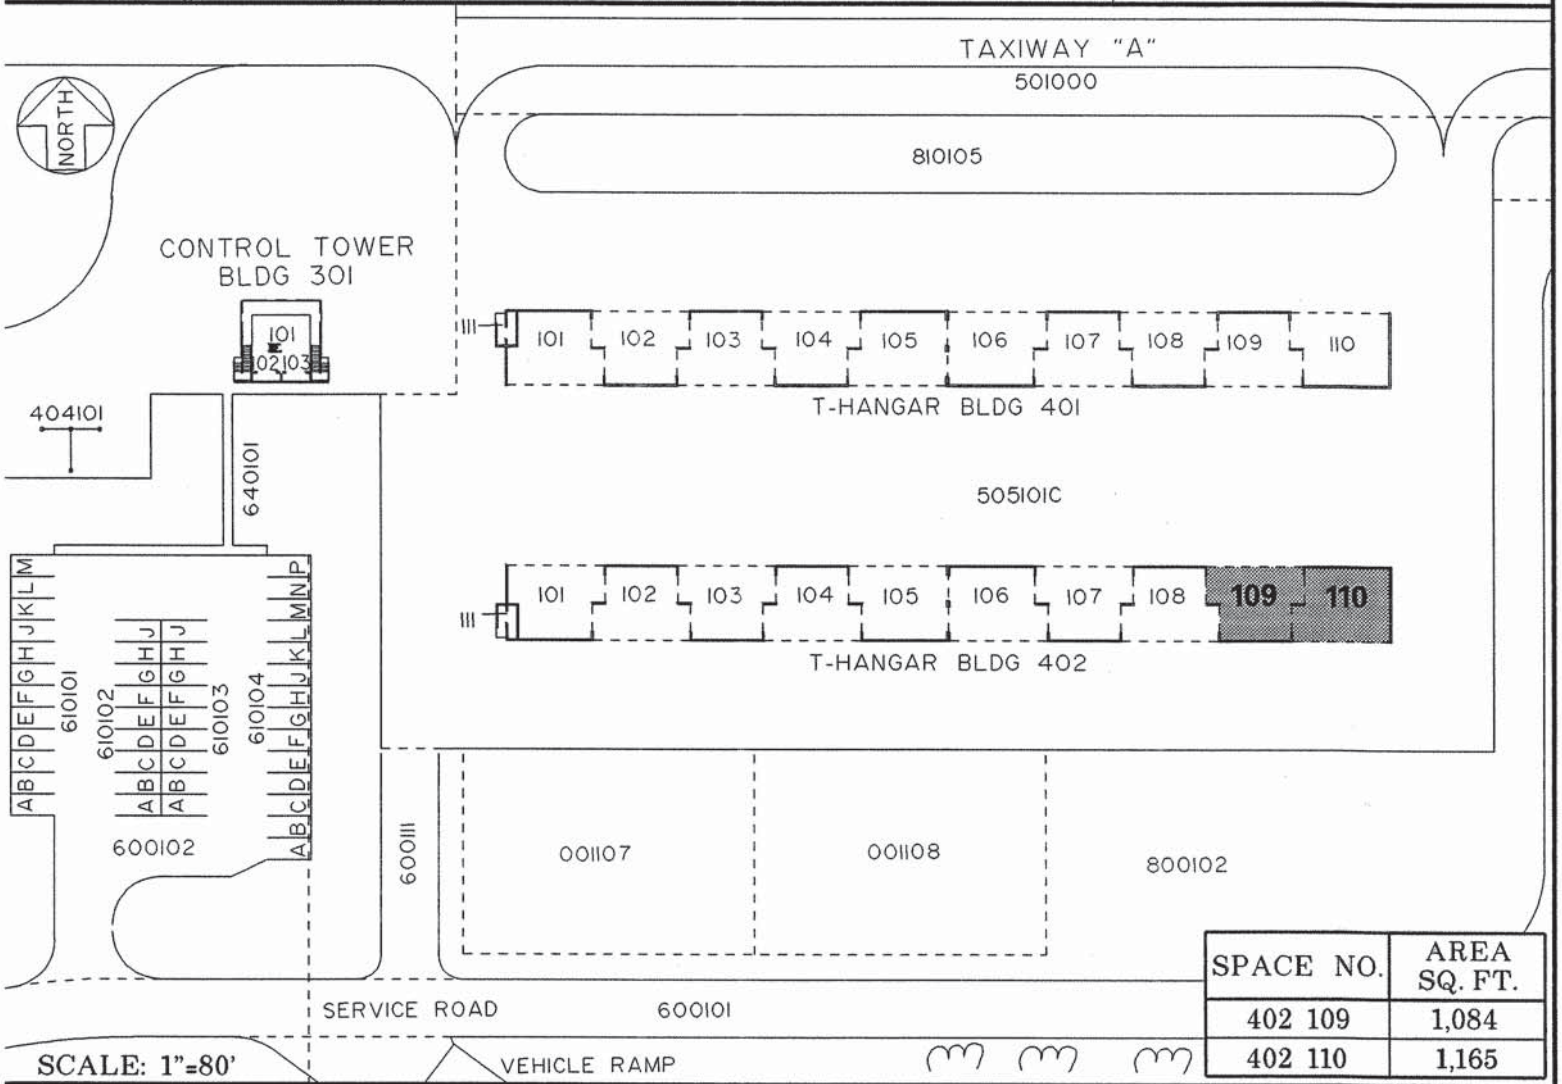 TAXIWAY "A"
501000
NORTH
810105
CONTROL TOWER
BLDG 301
101
102 103
111
101 102 103 104 105 106 107 108 109 110
T-HANGAR BLDG 401
404101
640101
505101C
111
101 102 103 104 105 106 107 108 109 110
T-HANGAR BLDG 402
M
L
K
J
H
G
F
E
D
C
B
A
610101
610102
J
H
G
F
E
D
C
B
A
J
H
G
F
E
D
C
B
A
610103
610104
P
N
M
L
K
J
H
G
F
E
D
C
B
A
600102
600111
001107
001108
800102
SERVICE ROAD 600101
VEHICLE RAMP
SCALE: 1"=80'
SPACE NO. AREA SQ. FT.
402 109 1,084
402 110 1,165